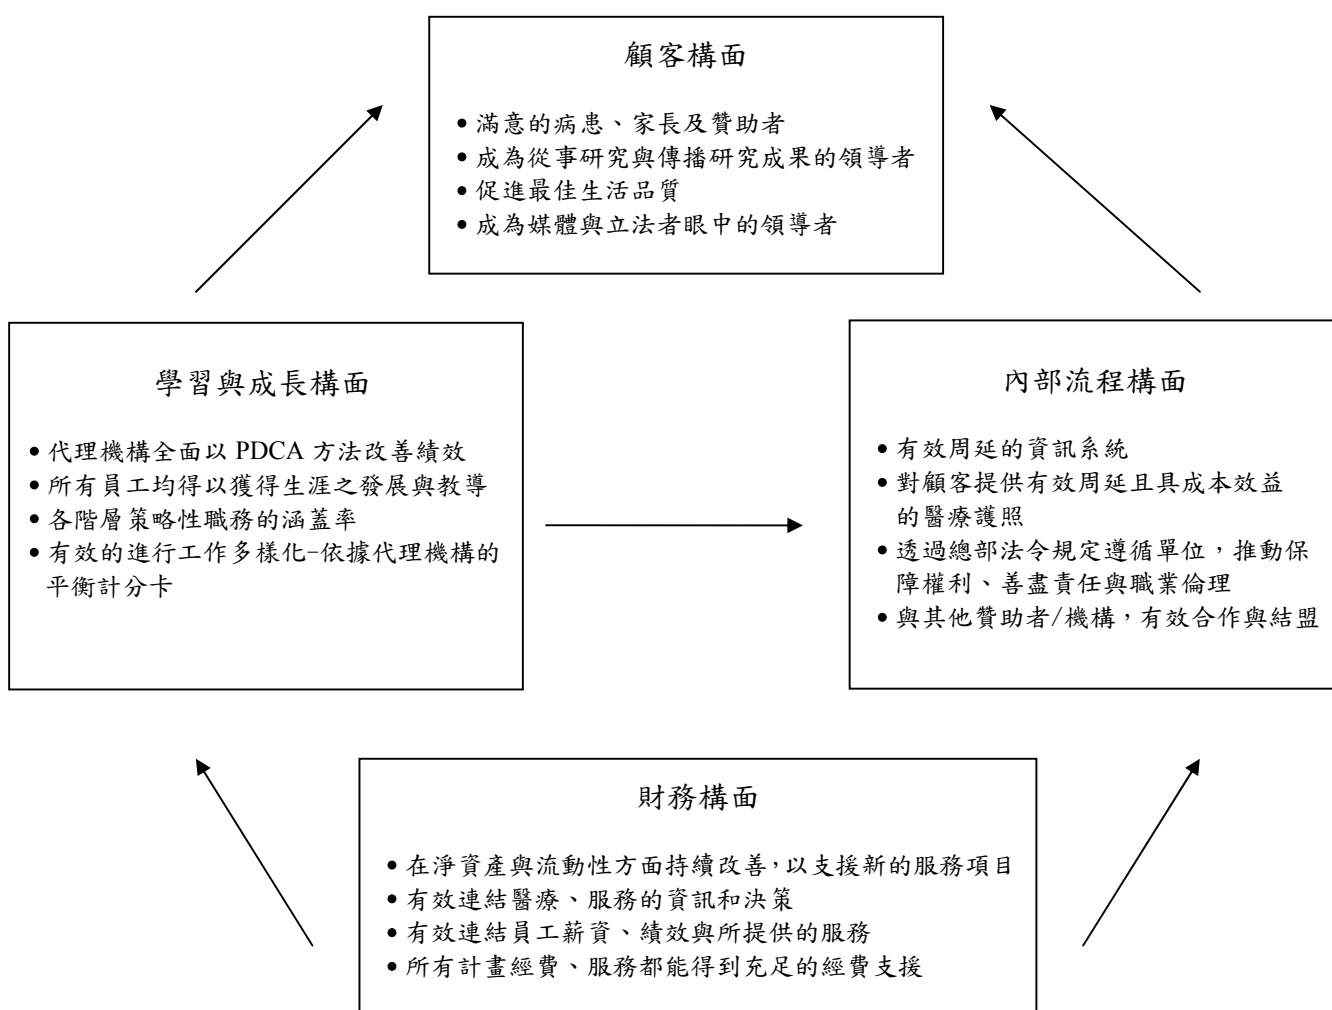 顧客構面
• 滿意的病患、家長及贊助者
• 成為從事研究與傳播研究成果的領導者
• 促進最佳生活品質
• 成為媒體與立法者眼中的領導者
學習與成長構面
• 代理機構全面以 PDCA 方法改善績效
• 所有員工均得以獲得生涯之發展與教導
• 各階層策略性職務的涵蓋率
• 有效的進行工作多樣化-依據代理機構的
平衡計分卡
內部流程構面
• 有效周延的資訊系統
• 對顧客提供有效周延且具成本效益
的醫療護照
• 透過總部法令規定遵循單位，推動保
障權利、善盡責任與職業倫理
• 與其他贊助者/機構，有效合作與結盟
財務構面
• 在淨資產與流動性方面持續改善，以支援新的服務項目
• 有效連結醫療、服務的資訊和決策
• 有效連結員工薪資、績效與所提供的服務
• 所有計畫經費、服務都能得到充足的經費支援